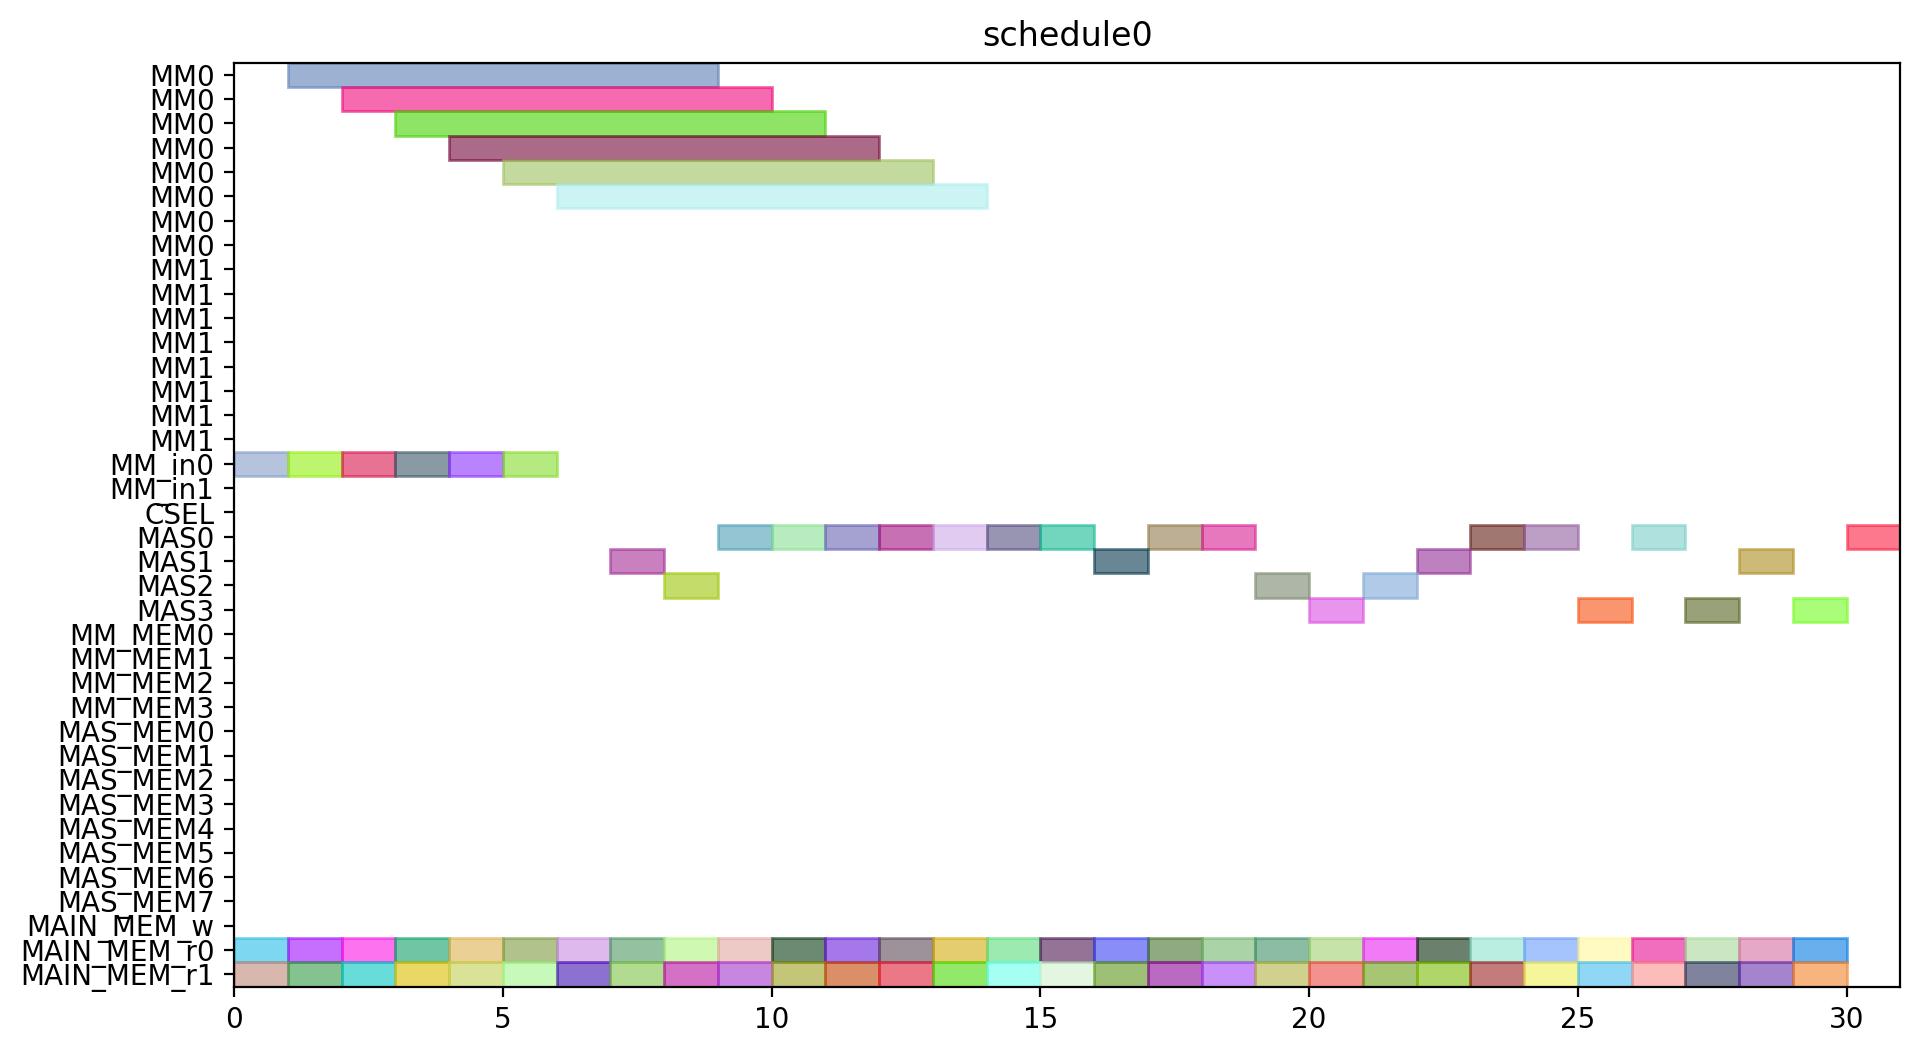 schedule0
MM0
MM0
MM0
MM0
MM0
MM0
MM0
MM0
MM1
MM1
MM1
MM1
MM1
MM1
MM1
MM1
MM_in0
MM_in1
CSEL
MAS0
MAS1
MAS2
MAS3
MM_MEM0
MM_MEM1
MM_MEM2
MM_MEM3
MAS_MEM0
MAS_MEM1
MAS_MEM2
MAS_MEM3
MAS_MEM4
MAS_MEM5
MAS_MEM6
MAS_MEM7
MAIN_MEM_w
MAIN_MEM_r0
MAIN_MEM_r1
0 5 10 15 20 25 30